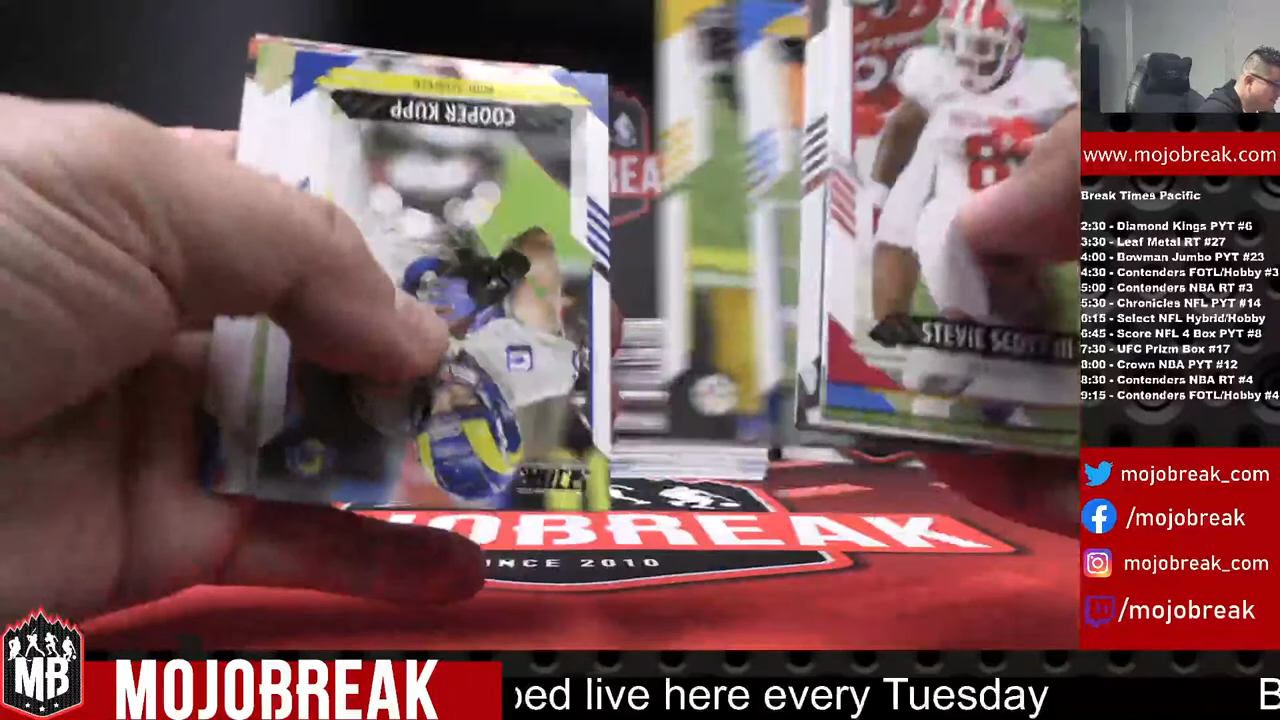 COOPER KUPP
STEVIE SCOTT III
www.mojobreak.com
Break Times Pacific
2:30 - Diamond Kings PYT #6
3:30 - Leaf Metal RT #27
4:00 - Bowman Jumbo PYT #23
4:30 - Contenders FOTL/Hobby #3
5:00 - Contenders NBA RT #3
5:30 - Chronicles NFL PYT #14
6:15 - Select NFL Hybrid/Hobby
6:45 - Score NFL 4 Box PYT #8
7:30 - UFC Prizm Box #17
8:00 - Crown NBA PYT #12
8:30 - Contenders NBA RT #4
9:15 - Contenders FOTL/Hobby #4
mojobreak_com
/mojobreak
mojobreak_com
/mojobreak
REA
OJOBREAK
NCE 2010
MB
MOJOBREAK
ed live here every Tuesday
B